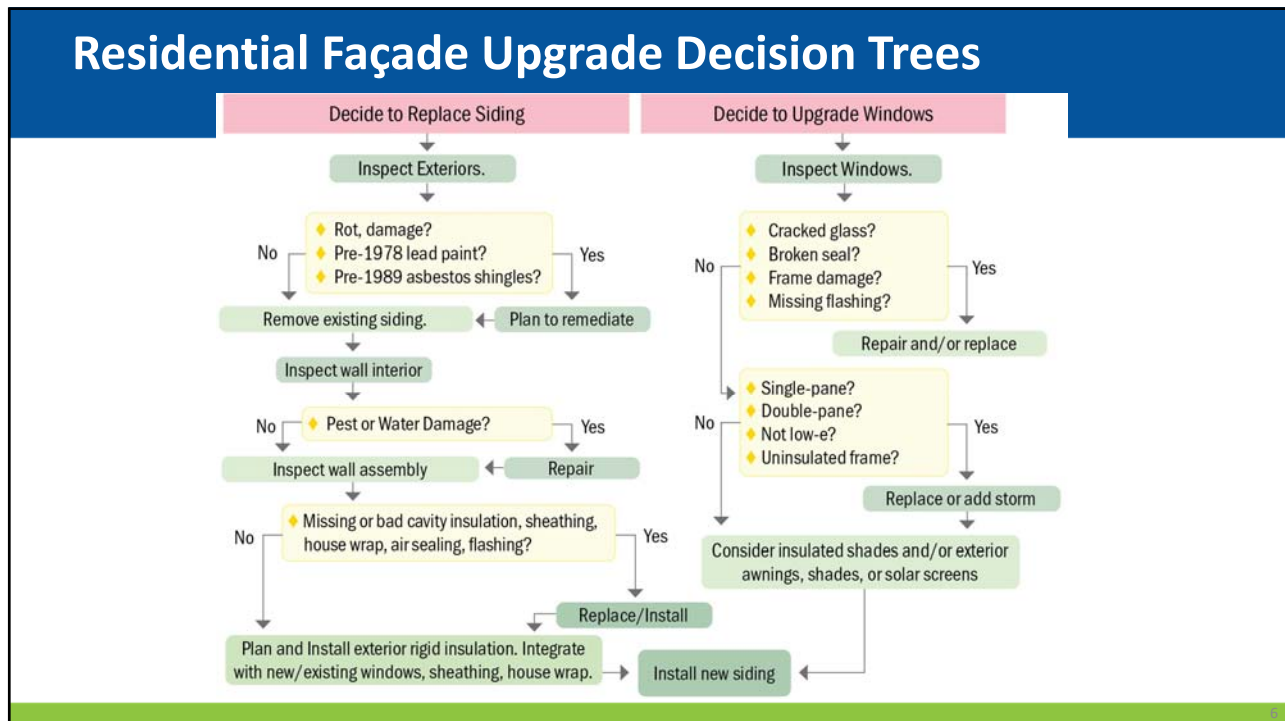 Residential Façade Upgrade Decision Trees
Decide to Replace Siding
Inspect Exteriors.
♦ Rot, damage?
♦ Pre-1978 lead paint?
♦ Pre-1989 asbestos shingles?
No
Yes
Remove existing siding.
Plan to remediate
Inspect wall interior
No
♦ Pest or Water Damage?
Yes
Inspect wall assembly
Repair
♦ Missing or bad cavity insulation, sheathing,
house wrap, air sealing, flashing?
No
Yes
Replace/Install
Plan and Install exterior rigid insulation. Integrate
with new/existing windows, sheathing, house wrap.
Decide to Upgrade Windows
Inspect Windows.
♦ Cracked glass?
♦ Broken seal?
♦ Frame damage?
♦ Missing flashing?
No
Yes
Repair and/or replace
♦ Single-pane?
♦ Double-pane?
♦ Not low-e?
♦ Uninsulated frame?
No
Yes
Replace or add storm
Consider insulated shades and/or exterior
awnings, shades, or solar screens
Install new siding
6